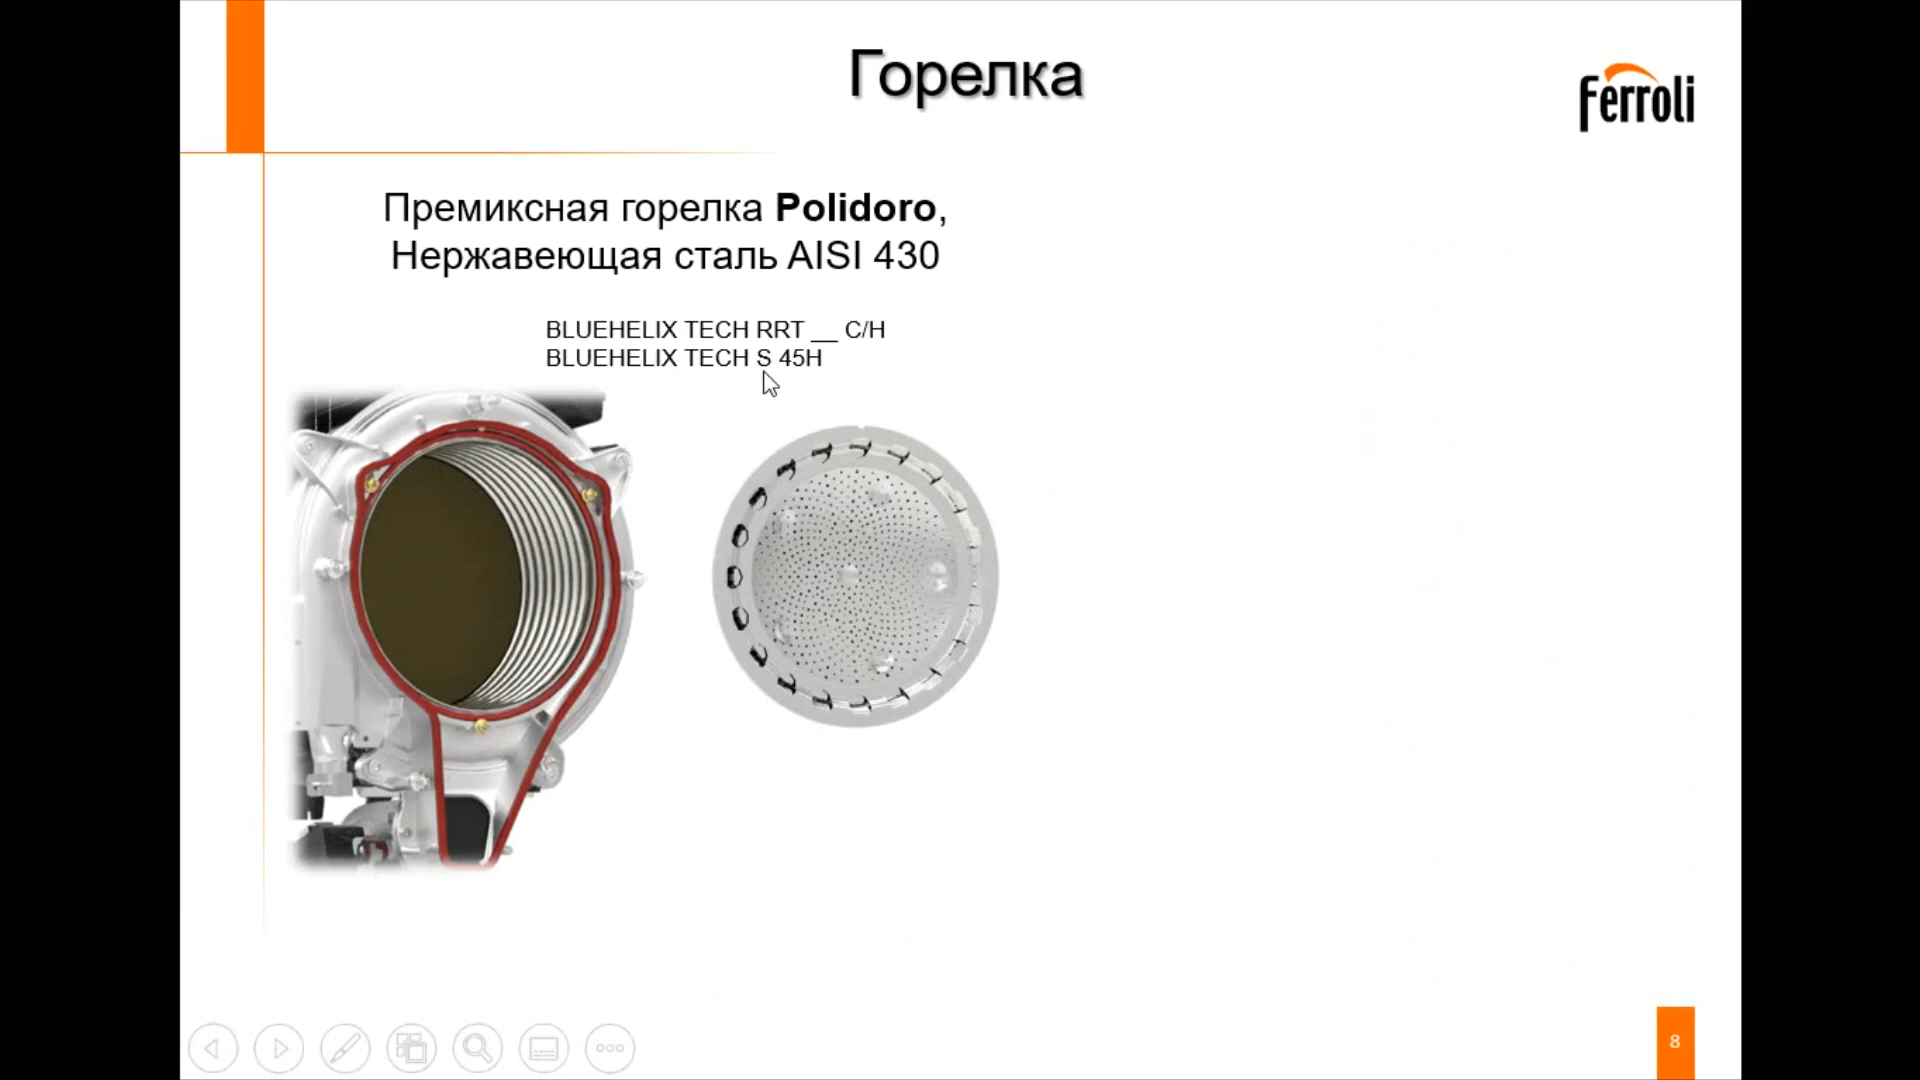 Горелка
Ferroli
Премиксная горелка Polidoro,
Нержавеющая сталь AISI 430
BLUEHELIX TECH RRT __ C/H
BLUEHELIX TECH S 45H
8